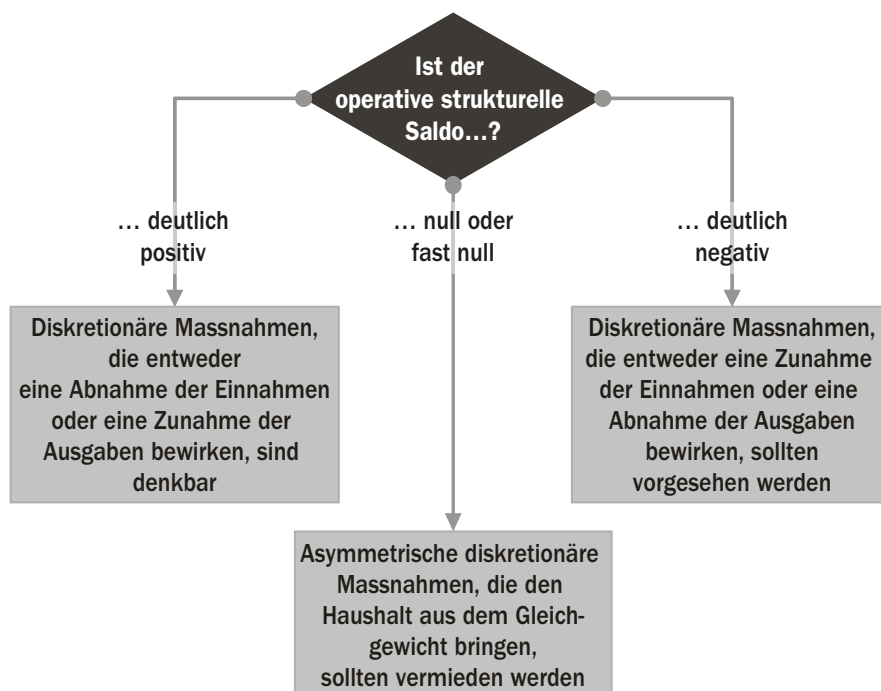 Ist der
operative strukturelle
Saldo...?
... deutlich
positiv
... null oder
fast null
... deutlich
negativ
Diskretionäre Massnahmen,
die entweder
eine Abnahme der Einnahmen
oder eine Zunahme der
Ausgaben bewirken, sind
denkbar
Diskretionäre Massnahmen,
die entweder eine Zunahme
der Einnahmen oder eine
Abnahme der Ausgaben
bewirken, sollten
vorgesehen werden
Asymmetrische diskretionäre
Massnahmen, die den
Haushalt aus dem Gleich-
gewicht bringen,
sollten vermieden werden